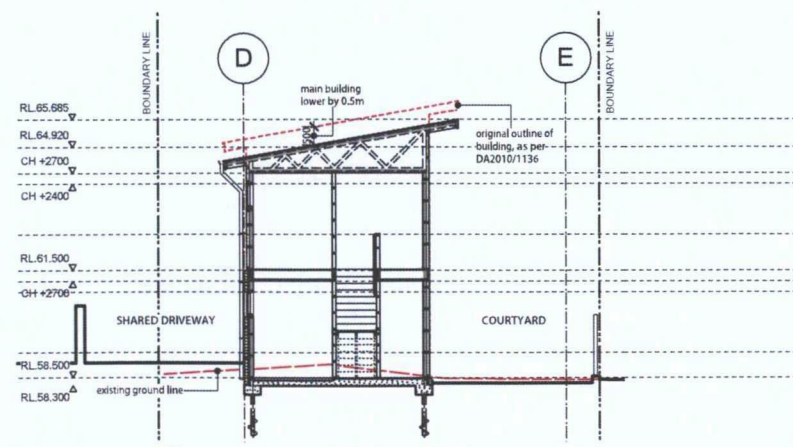 BOUNDARY LINE
D
E
BOUNDARY LINE
main building
lower by 0.5m
RL.65.685
500
original outline of
building, as per
DA2010/1136
RL.64.920
CH +2700
CH +2400
RL.61.500
CH +2700
SHARED DRIVEWAY
COURTYARD
RL.58.500
existing ground line
RL.58.300